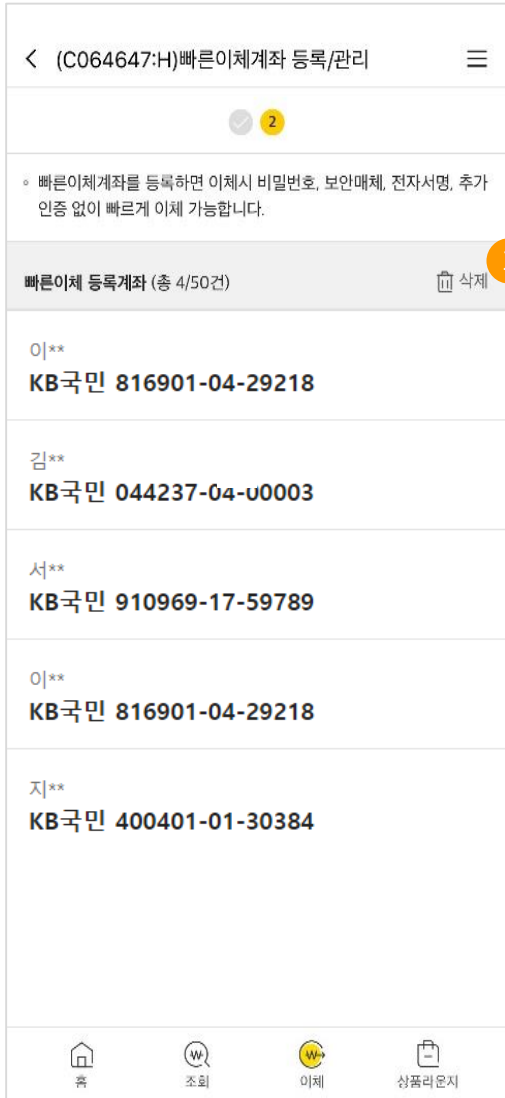 (C064647:H)빠른이체계좌 등록/관리
2
빠른이체계좌를 등록하면 이체시 비밀번호, 보안매체, 전자서명, 추가
인증 없이 빠르게 이체 가능합니다.
빠른이체 등록계좌 (총 4/50건) 삭제
이**
KB국민 816901-04-29218
김**
KB국민 044237-04-00003
서**
KB국민 910969-17-59789
이**
KB국민 816901-04-29218
지**
KB국민 400401-01-30384
홈 조회 이체 상품라운지